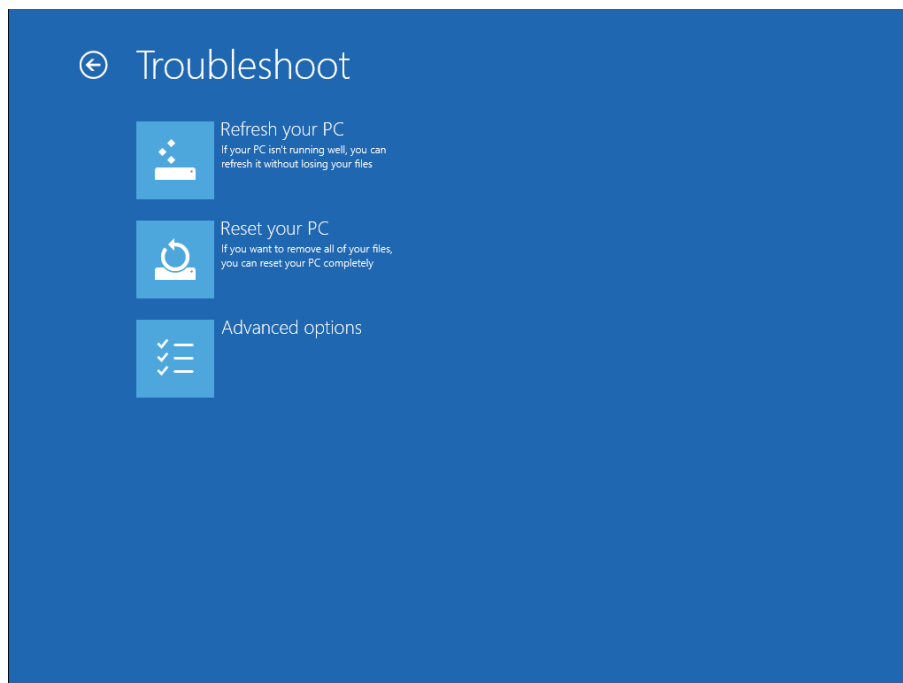 Troubleshoot
Refresh your PC
If your PC isn't running well, you can
refresh it without losing your files
Reset your PC
If you want to remove all of your files,
you can reset your PC completely
Advanced options